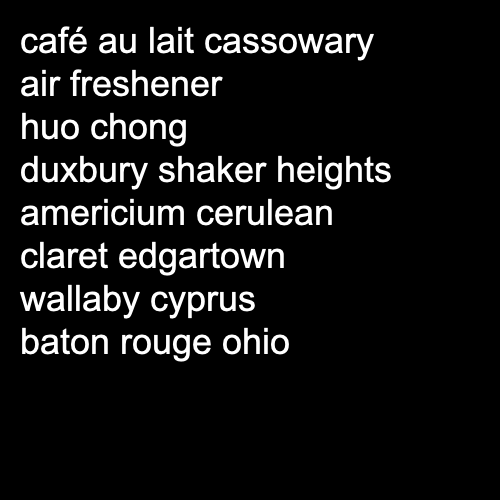 café au lait cassowary
air freshener
huo chong
duxbury shaker heights
americium cerulean
claret edgartown
wallaby cyprus
baton rouge ohio